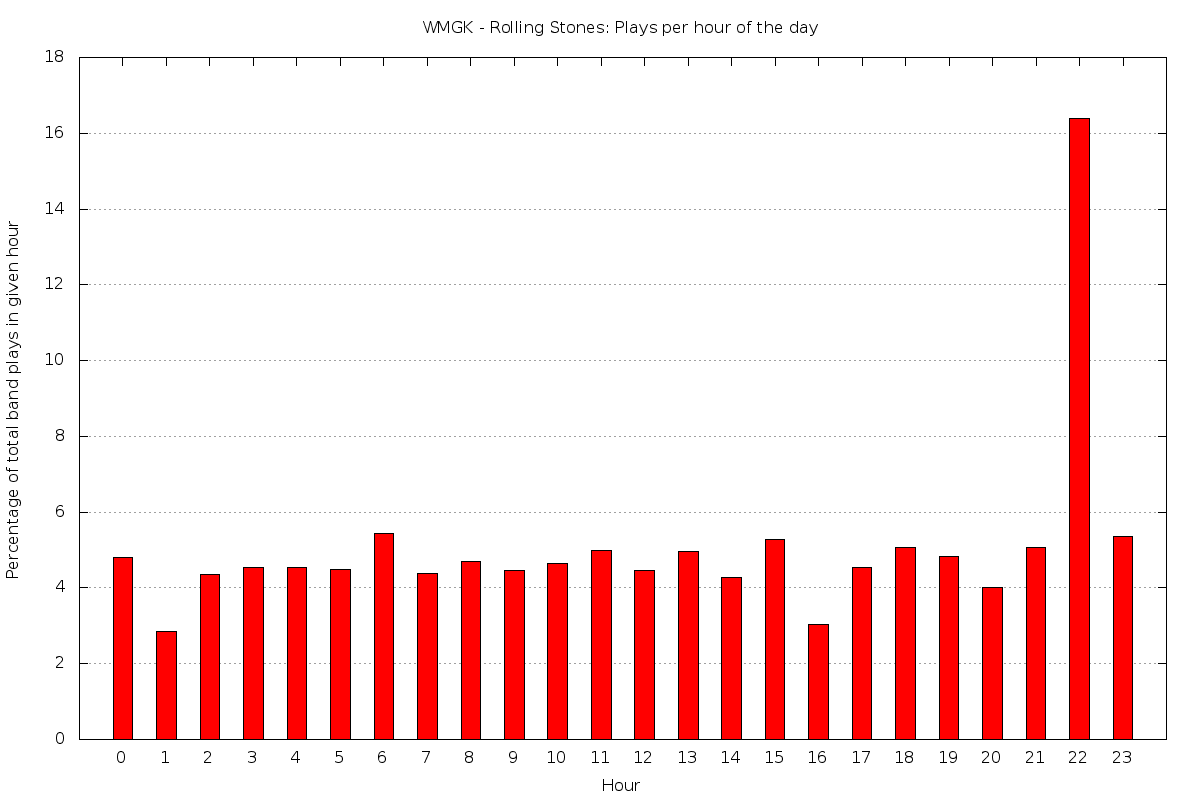 WMGK - Rolling Stones: Plays per hour of the day
18
16
14
12
10
8
6
4
2
0
Percentage of total band plays in given hour
0 1 2 3 4 5 6 7 8 9 10 11 12 13 14 15 16 17 18 19 20 21 22 23
Hour